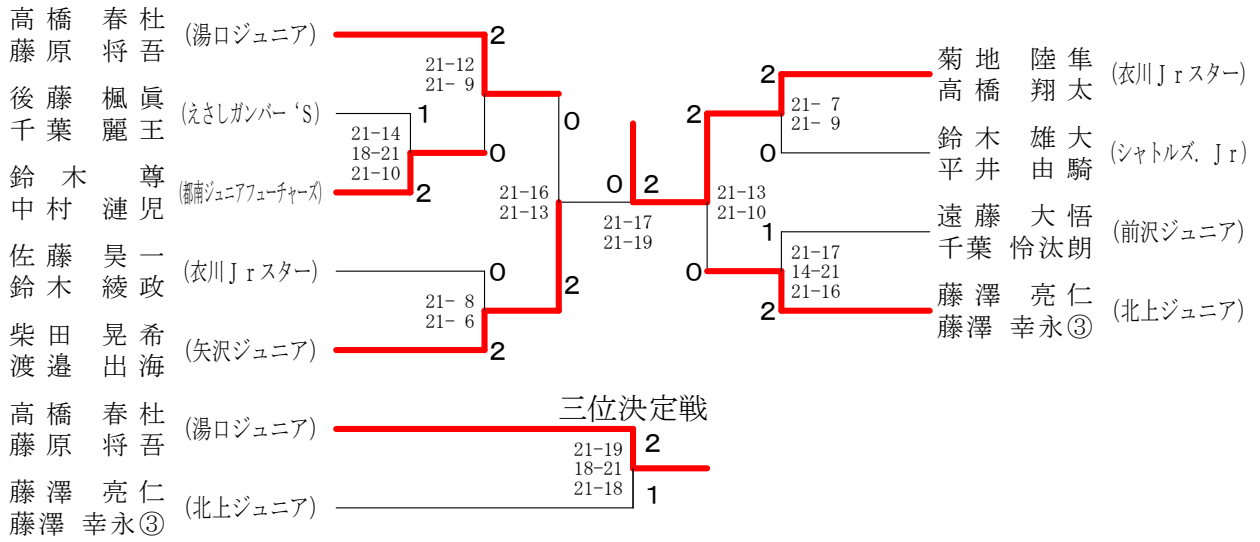 高橋 春杜
藤原 将吾
(湯口ジュニア)
2
21-12
21- 9
後藤 楓眞
千葉 麗王
(えさしガンバー‘S)
1
21-14
18-21
21-10
0
0
鈴木 尊
中村 漣児
(都南ジュニアフューチャーズ)
2
21-16
21-13
佐藤 昊一
鈴木 綾政
(衣川Ｊｒスター)
0
21- 8
21- 6
2
柴田 晃希
渡邉 出海
(矢沢ジュニア)
2
0
2
21-17
21-19
菊地 陸隼
高橋 翔太
(衣川Ｊｒスター)
2
21- 7
21- 9
2
鈴木 雄大
平井 由騎
(シャトルズ．Ｊｒ)
0
21-13
21-10
遠藤 大悟
千葉 怜汰朗
(前沢ジュニア)
1
21-17
14-21
21-16
0
藤澤 亮仁
藤澤 幸永③
(北上ジュニア)
2
三位決定戦
高橋 春杜
藤原 将吾
(湯口ジュニア)
2
21-19
18-21
21-18
藤澤 亮仁
藤澤 幸永③
(北上ジュニア)
1